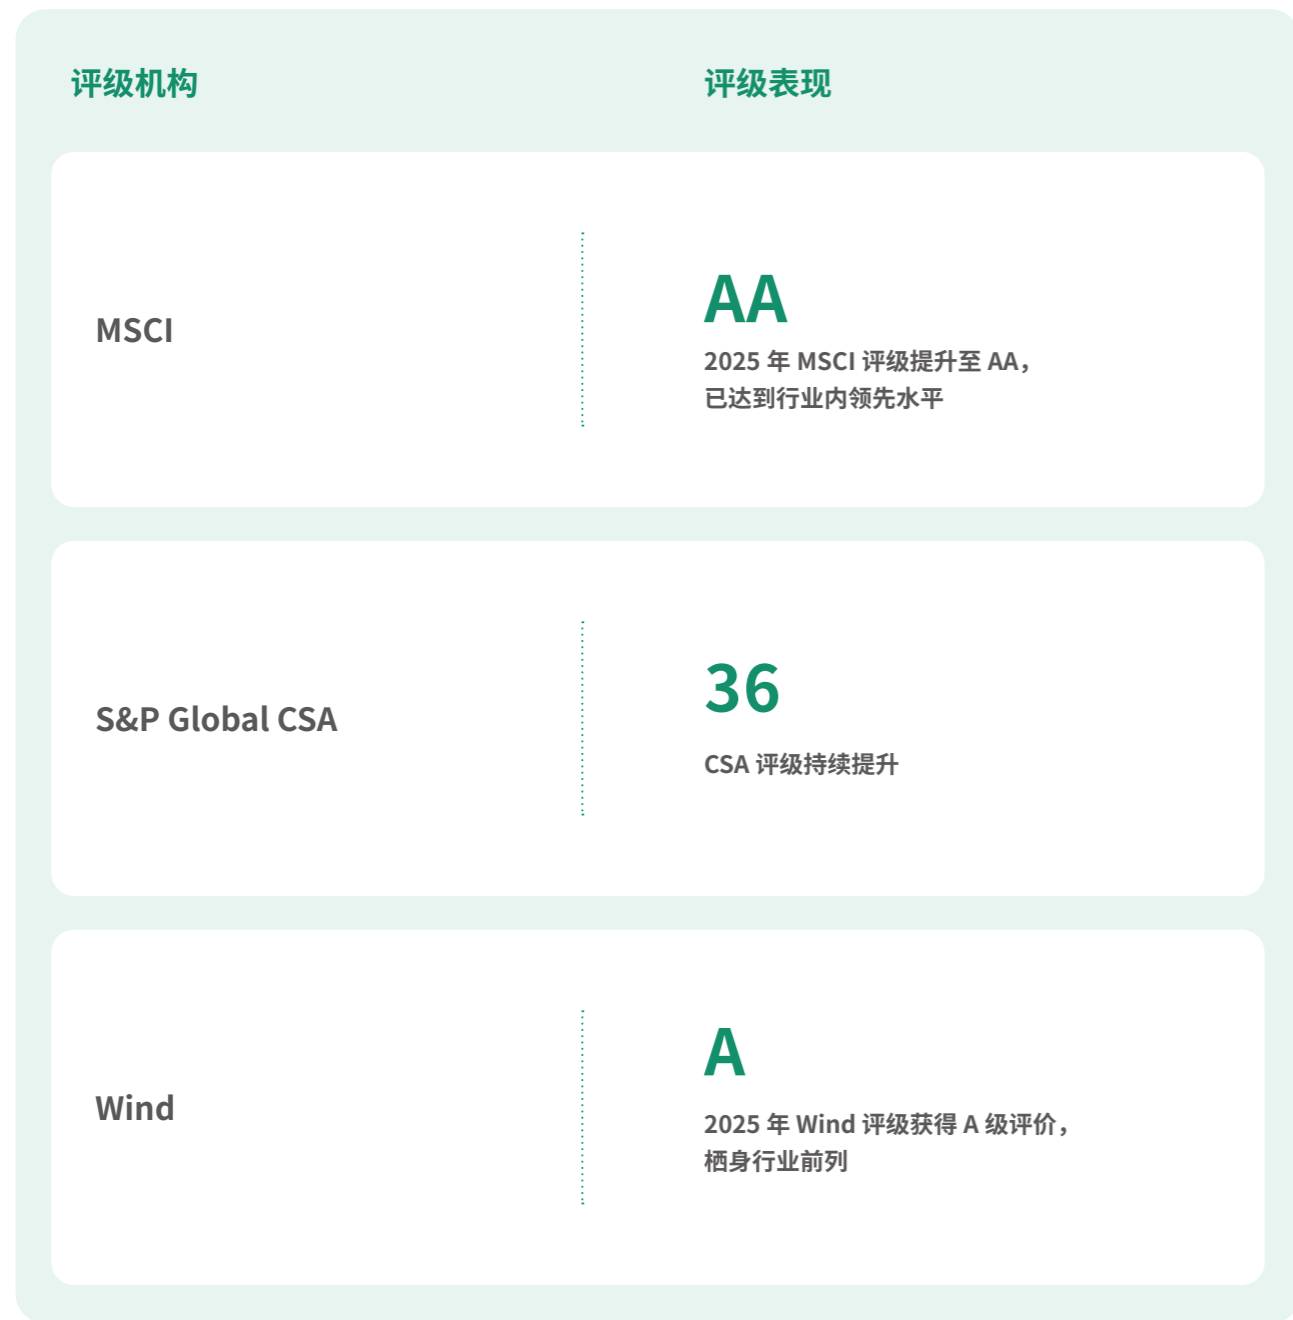 评级机构
评级表现
MSCI
AA
2025 年 MSCI 评级提升至 AA，
已达到行业内领先水平
S&P Global CSA
36
CSA 评级持续提升
Wind
A
2025 年 Wind 评级获得 A 级评价，
栖身行业前列